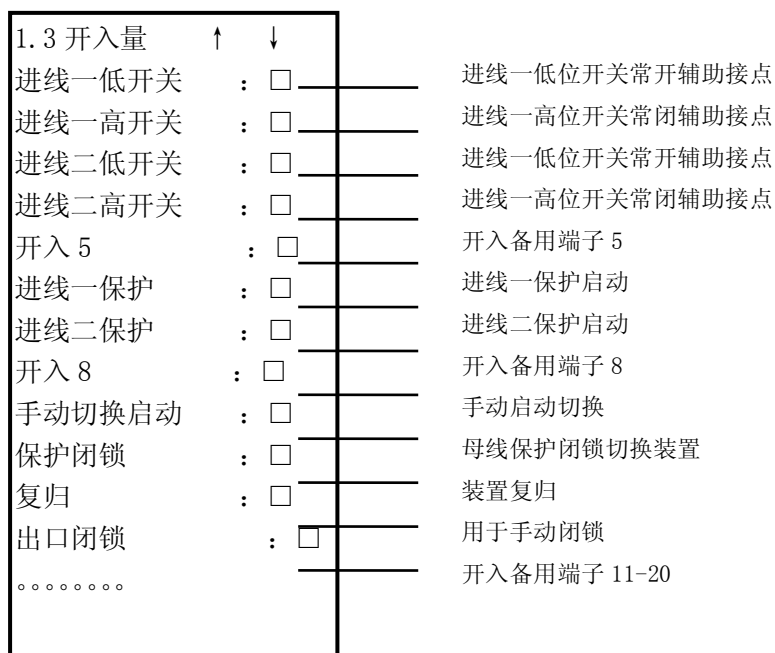 1.3 开入量 ↑ ↓
进线一低开关 ：□ 进线一低位开关常开辅助接点
进线一高开关 ：□ 进线一高位开关常闭辅助接点
进线二低开关 ：□ 进线一低位开关常开辅助接点
进线二高开关 ：□ 进线一高位开关常闭辅助接点
开入 5 ：□ 开入备用端子 5
进线一保护 ：□ 进线一保护启动
进线二保护 ：□ 进线二保护启动
开入 8 ：□ 开入备用端子 8
手动切换启动 ：□ 手动启动切换
保护闭锁 ：□ 母线保护闭锁切换装置
复归 ：□ 装置复归
出口闭锁 ：□ 用于手动闭锁
。。。。。。。。 开入备用端子 11-20